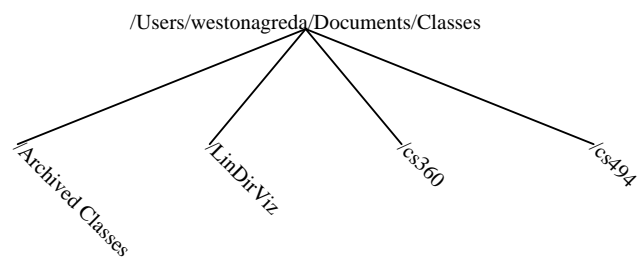 /Users/westonagreda/Documents/Classes
/Archived Classes
/LinDirViz
/cs360
/cs494